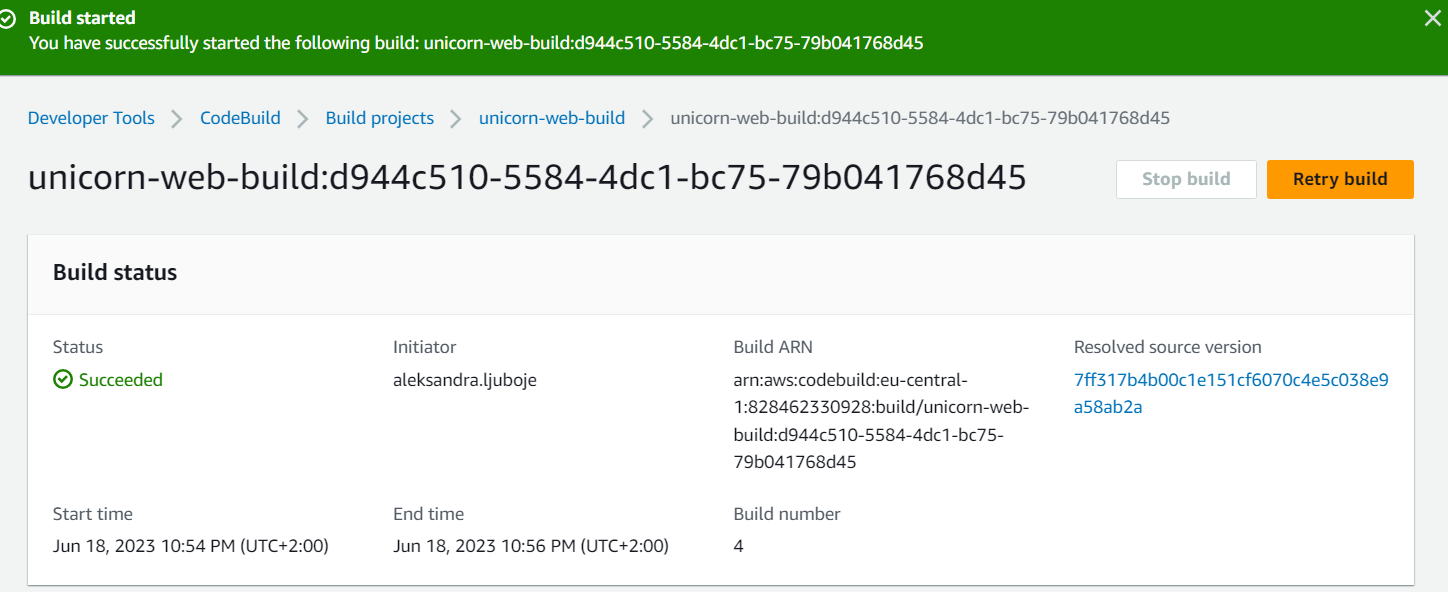 Build started
You have successfully started the following build: unicorn-web-build:d944c510-5584-4dc1-bc75-79b041768d45
Developer Tools CodeBuild Build projects unicorn-web-build unicorn-web-build:d944c510-5584-4dc1-bc75-79b041768d45
unicorn-web-build:d944c510-5584-4dc1-bc75-79b041768d45
Stop build
Retry build
Build status
Status
Succeeded
Initiator
aleksandra.ljuboje
Build ARN
arn:aws:codebuild:eu-central-
1:828462330928:build/unicorn-web-
build:d944c510-5584-4dc1-bc75-
79b041768d45
Resolved source version
7ff317b4b00c1e151cf6070c4e5c038e9
a58ab2a
Start time
Jun 18, 2023 10:54 PM (UTC+2:00)
End time
Jun 18, 2023 10:56 PM (UTC+2:00)
Build number
4